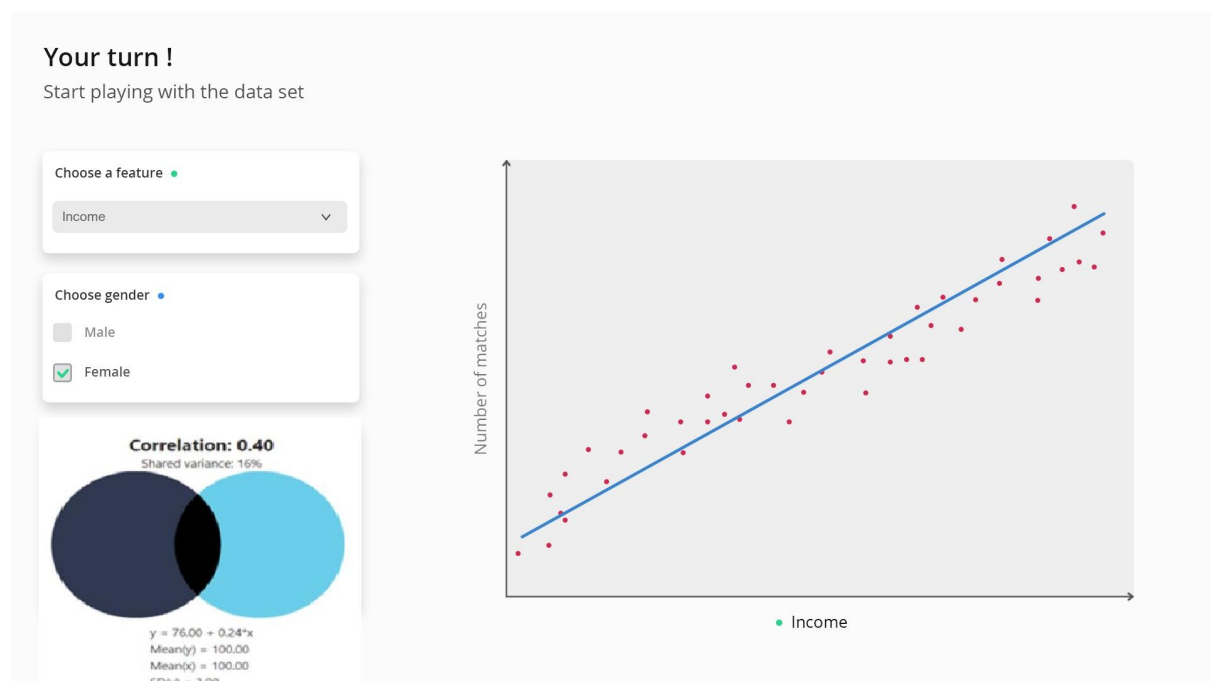 Your turn !
Start playing with the data set
Choose a feature
Income
Choose gender
Male
Female
Correlation: 0.40
Shared variance: 16%
y = 76.00 + 0.24*x
Mean(y) = 100.00
Mean(x) = 100.00
Number of matches
Income